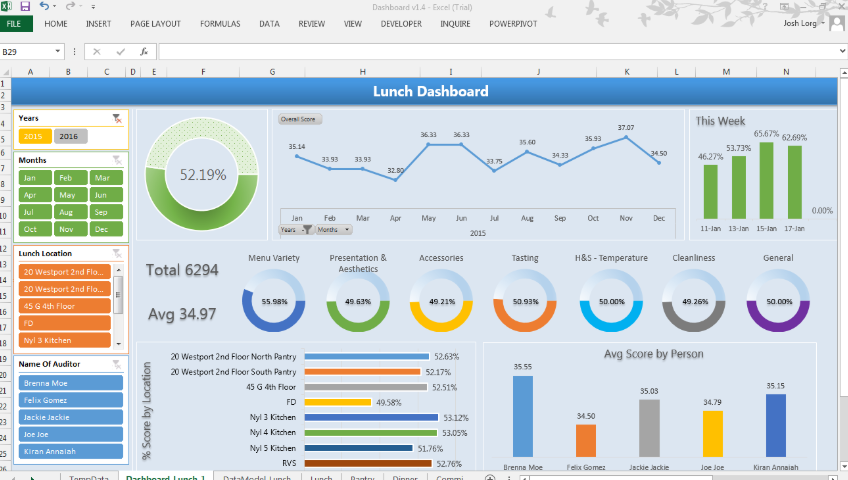 Dashboard v1.4 - Excel (Trial)
FILE HOME INSERT PAGE LAYOUT FORMULAS DATA REVIEW VIEW DEVELOPER INQUIRE POWERPIVOT Josh Lorg
B29 fx
A B C D E F G H I J K L M N
Lunch Dashboard
Years
2015 2016
Months
Jan Feb Mar
Apr May Jun
Jul Aug Sep
Oct Nov Dec
Lunch Location
20 Westport 2nd Flo...
20 Westport 2nd Flo...
45 G 4th Floor
FD
Nyl 3 Kitchen
Name Of Auditor
Brenna Moe
Felix Gomez
Jackie Jackie
Joe Joe
Kiran Annaiah
52.19%
Overall Score
35.14 33.93 33.93 32.80 36.33 36.33 33.75 35.60 34.33 35.93 37.07 34.50
Jan Feb Mar Apr May Jun Jul Aug Sep Oct Nov Dec
2015
Years Months
This Week
46.27% 53.73% 65.67% 62.69% 0.00%
11-Jan 13-Jan 15-Jan 17-Jan
Total 6294
Avg 34.97
Menu Variety
55.98%
Presentation &
Aesthetics
49.63%
Accessories
49.21%
Tasting
50.93%
H&S - Temperature
50.00%
Cleanliness
49.26%
General
50.00%
% Score by Location
20 Westport 2nd Floor North Pantry 52.63%
20 Westport 2nd Floor South Pantry 52.17%
45 G 4th Floor 52.51%
FD 49.58%
Nyl 3 Kitchen 53.12%
Nyl 4 Kitchen 53.05%
Nyl 5 Kitchen 51.76%
RVS 52.76%
Avg Score by Person
35.55 34.50 35.03 34.79 35.15
Brenna Moe Felix Gomez Jackie Jackie Joe Joe Kiran Annaiah
TempData Dashboard_Lunch_1 DataModel_Lunch Lunch Pantry Dinner Commi